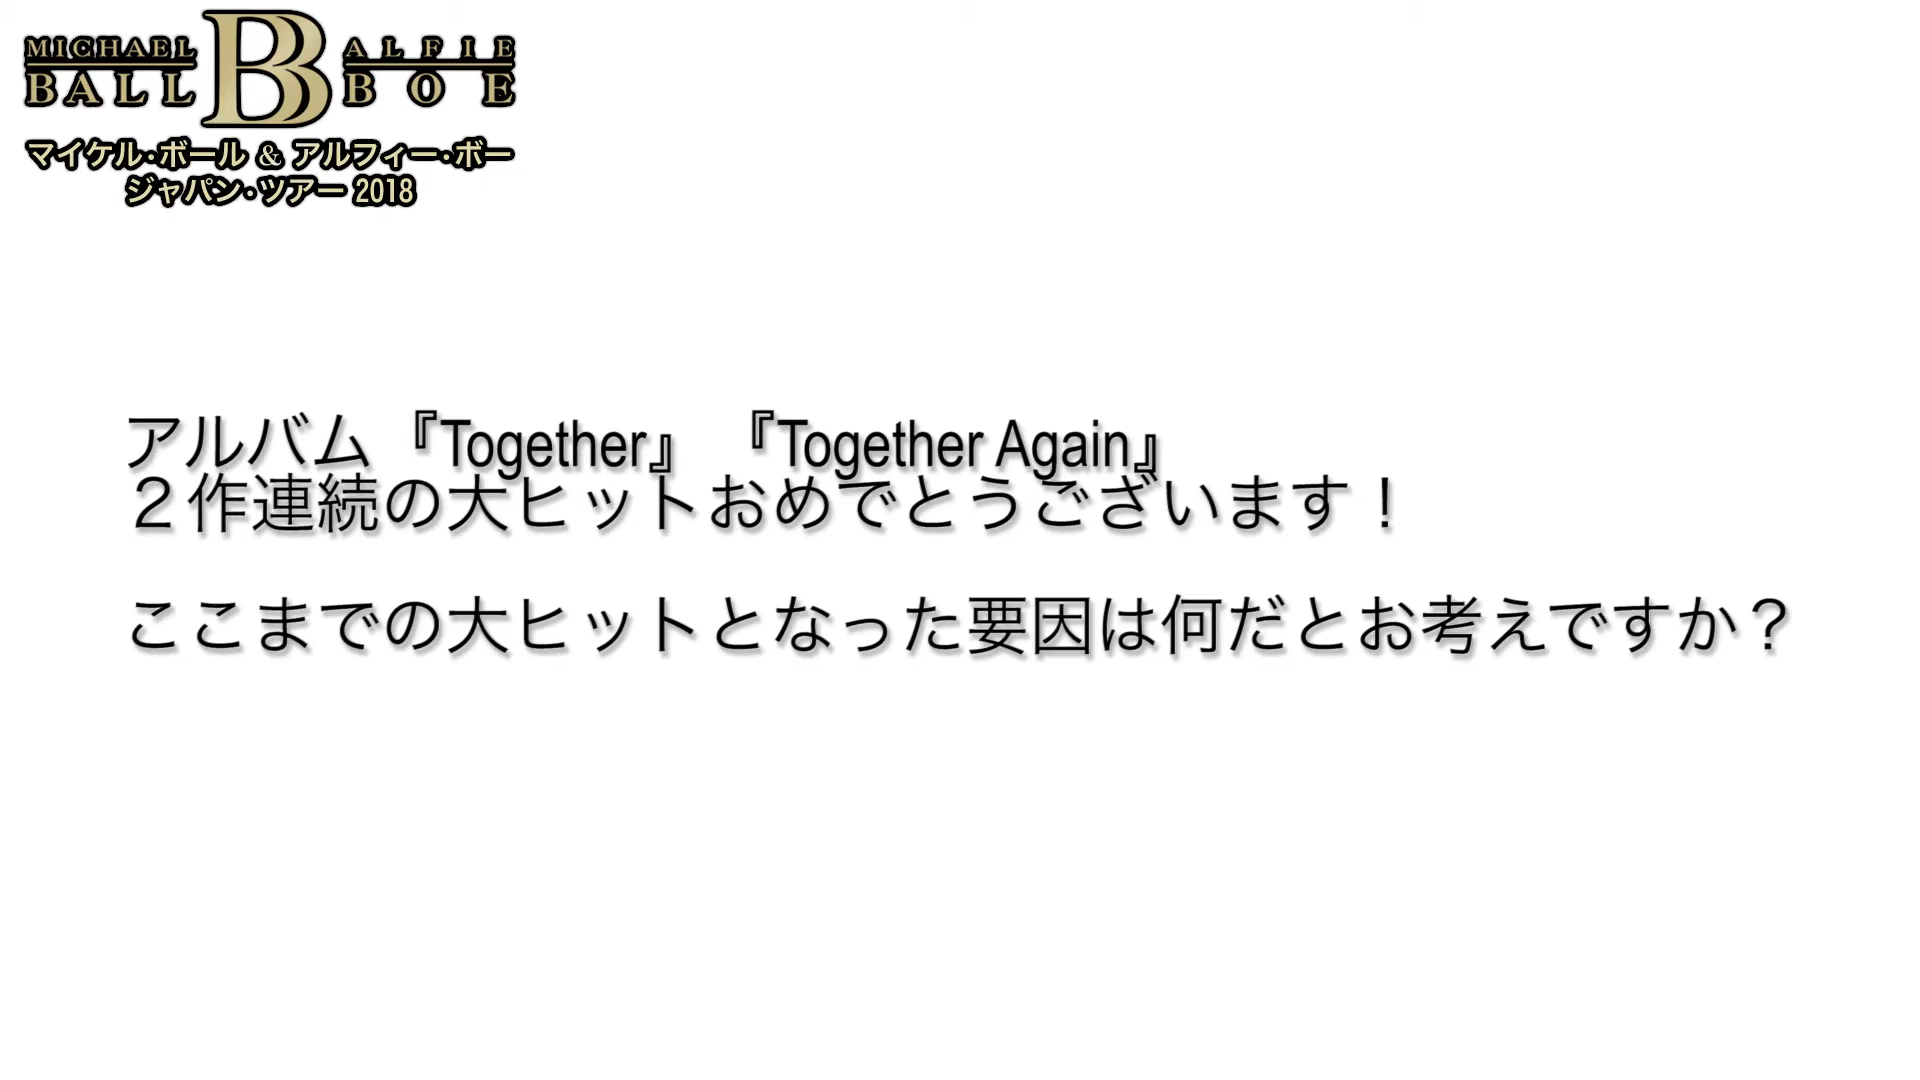 MICHAEL BALL BB ALFIE BOE
マイケル・ボール & アルフィー・ボー
ジャパン・ツアー 2018
アルバム『Together』『Together Again』
２作連続の大ヒットおめでとうございます！
ここまでの大ヒットとなった要因は何だとお考えですか？